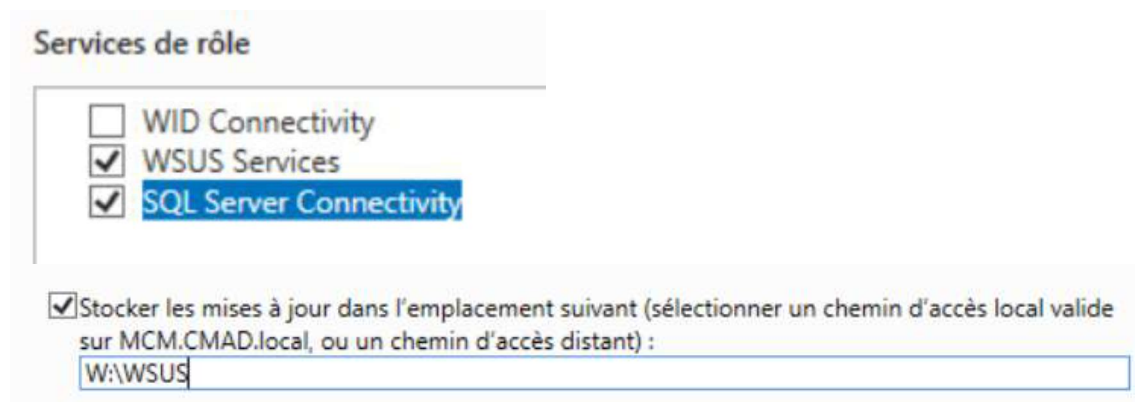 Services de rôle
WID Connectivity
WSUS Services
SQL Server Connectivity
Stocker les mises à jour dans l'emplacement suivant (sélectionner un chemin d'accès local valide
sur MCM.CMAD.local, ou un chemin d'accès distant) :
W:\WSUS